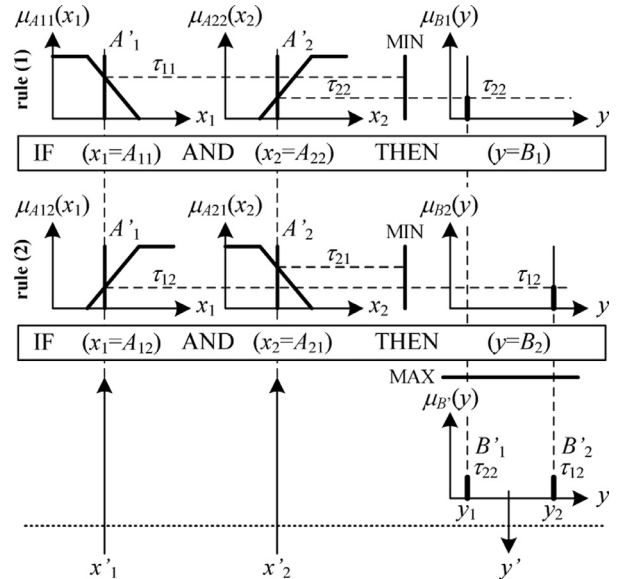 μA11(x1) A'1 μA22(x2) A'2 MIN μB1(y)
rule (1)
τ11 τ22 τ22
x1 x2 y
IF (x1=A11) AND (x2=A22) THEN (y=B1)
μA12(x1) A'1 μA21(x2) A'2 MIN μB2(y)
rule (2)
τ12 τ21 τ12
x1 x2 y
IF (x1=A12) AND (x2=A21) THEN (y=B2)
MAX
μB'(y)
B'1 B'2
τ22 τ12
y1 y2 y
x'1 x'2 y'